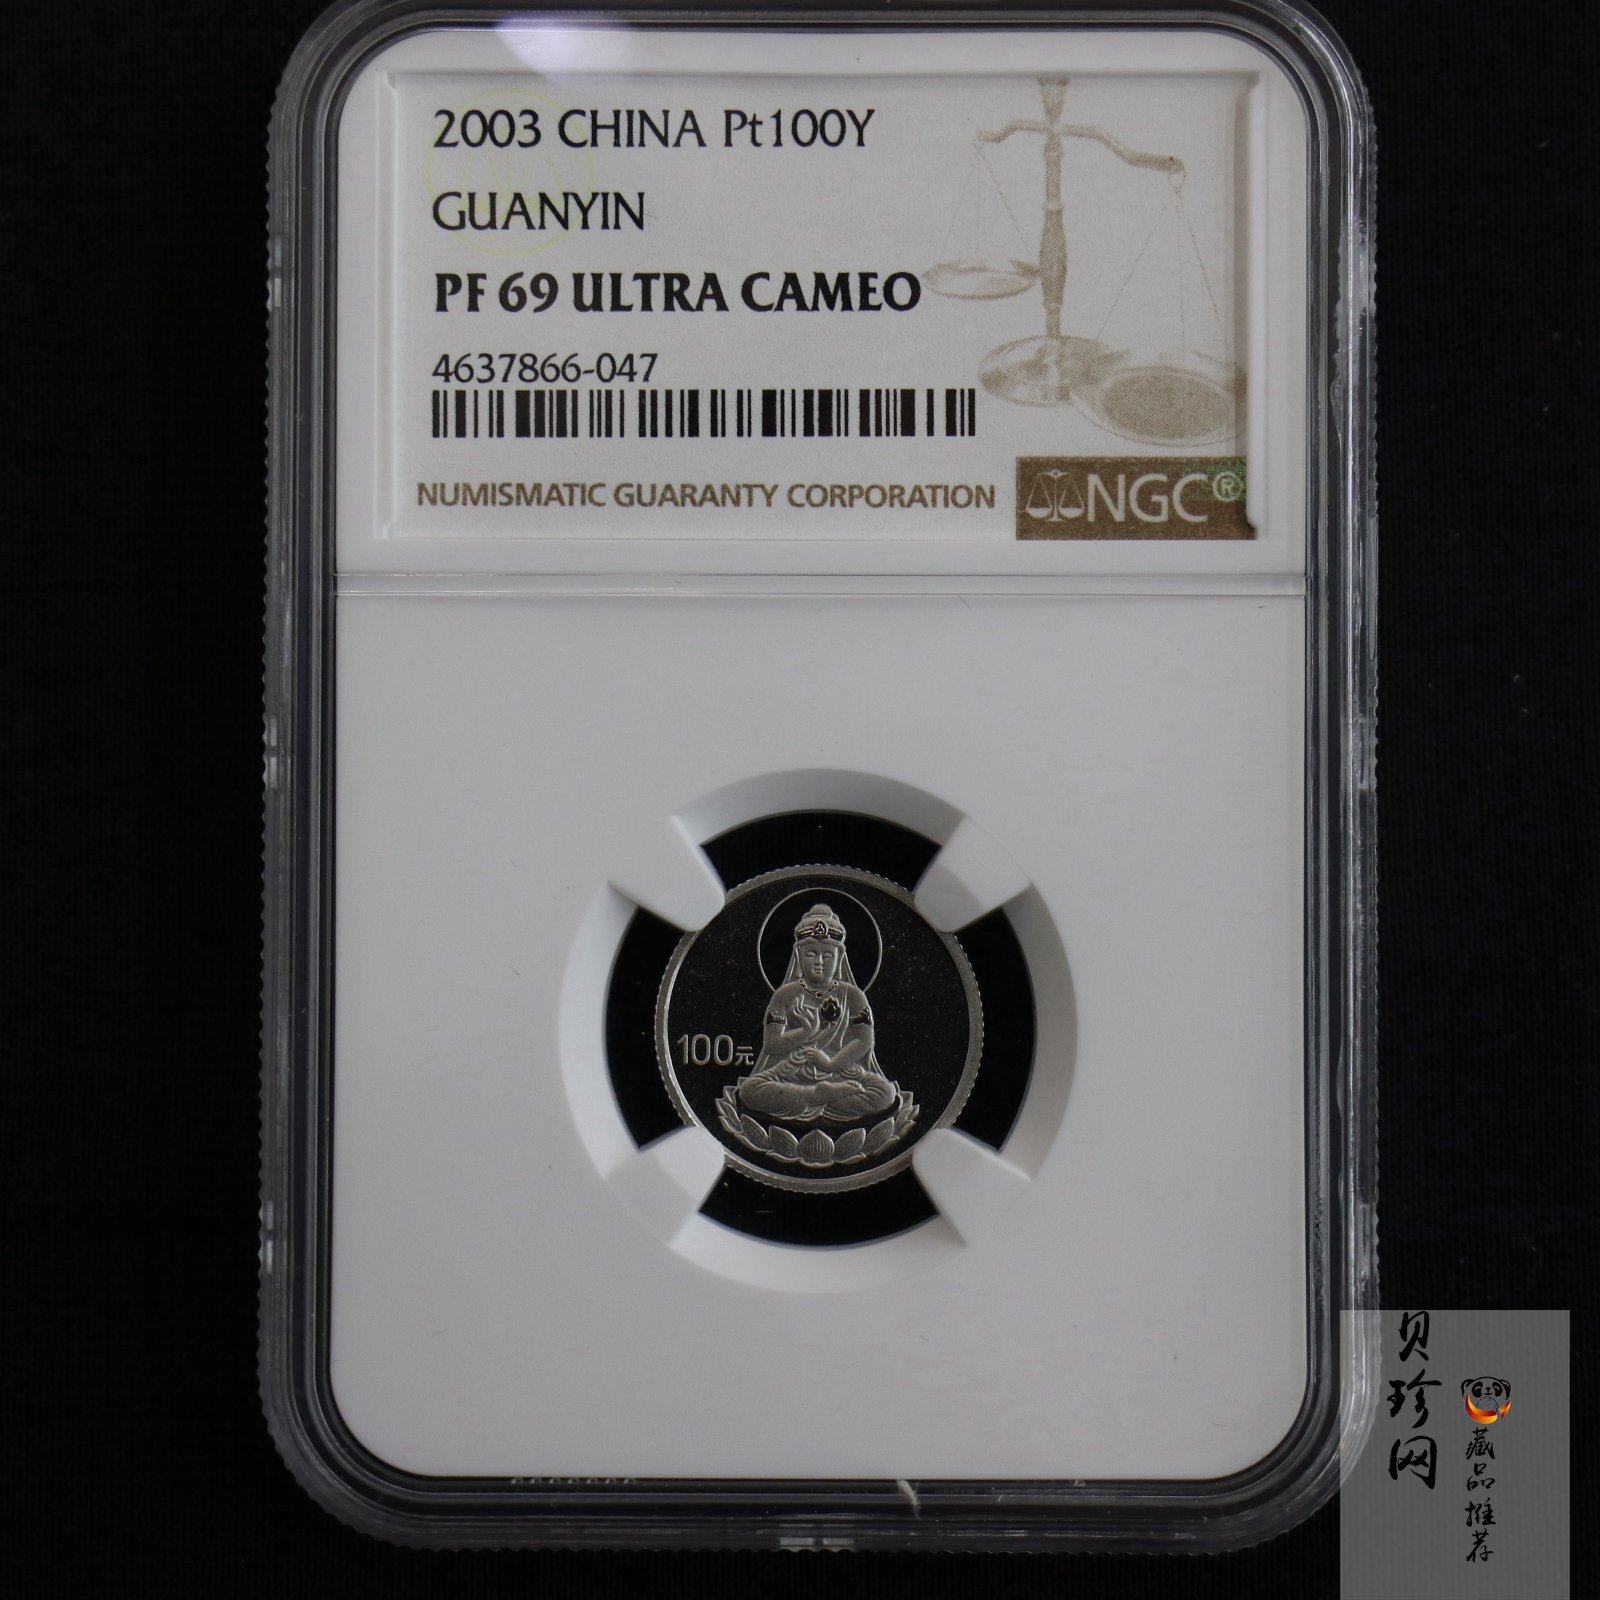 2003 CHINA Pt100Y
GUANYIN
PF 69 ULTRA CAMEO
4637866-047
NUMISMATIC GUARANTY CORPORATION
NGC®
100元
贝珍网
藏品推荐